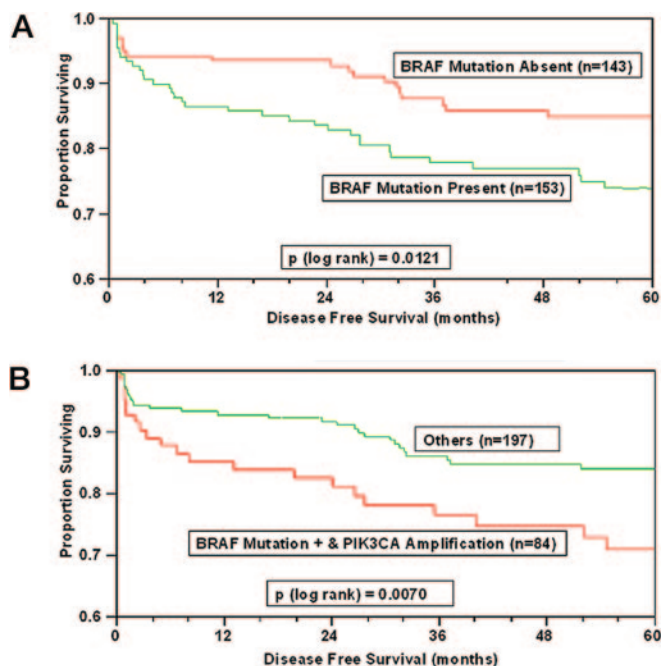 A
1.0
0.9
0.8
0.7
0.6
Proportion Surviving
BRAF Mutation Absent (n=143)
BRAF Mutation Present (n=153)
p (log rank) = 0.0121
0 12 24 36 48 60
Disease Free Survival (months)
B
1.0
0.9
0.8
0.7
0.6
Proportion Surviving
Others (n=197)
BRAF Mutation + & PIK3CA Amplification (n=84)
p (log rank) = 0.0070
0 12 24 36 48 60
Disease Free Survival (months)